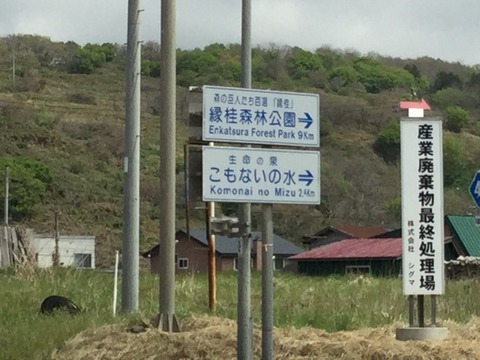 森の巨人たち百選「縁桂」
縁桂森林公園→
Enkatsura Forest Park 9Km
生命の泉
こもないの水→
Komonai no Mizu 2.4Km
産業廃棄物最終処理場
株式会社 シグマ